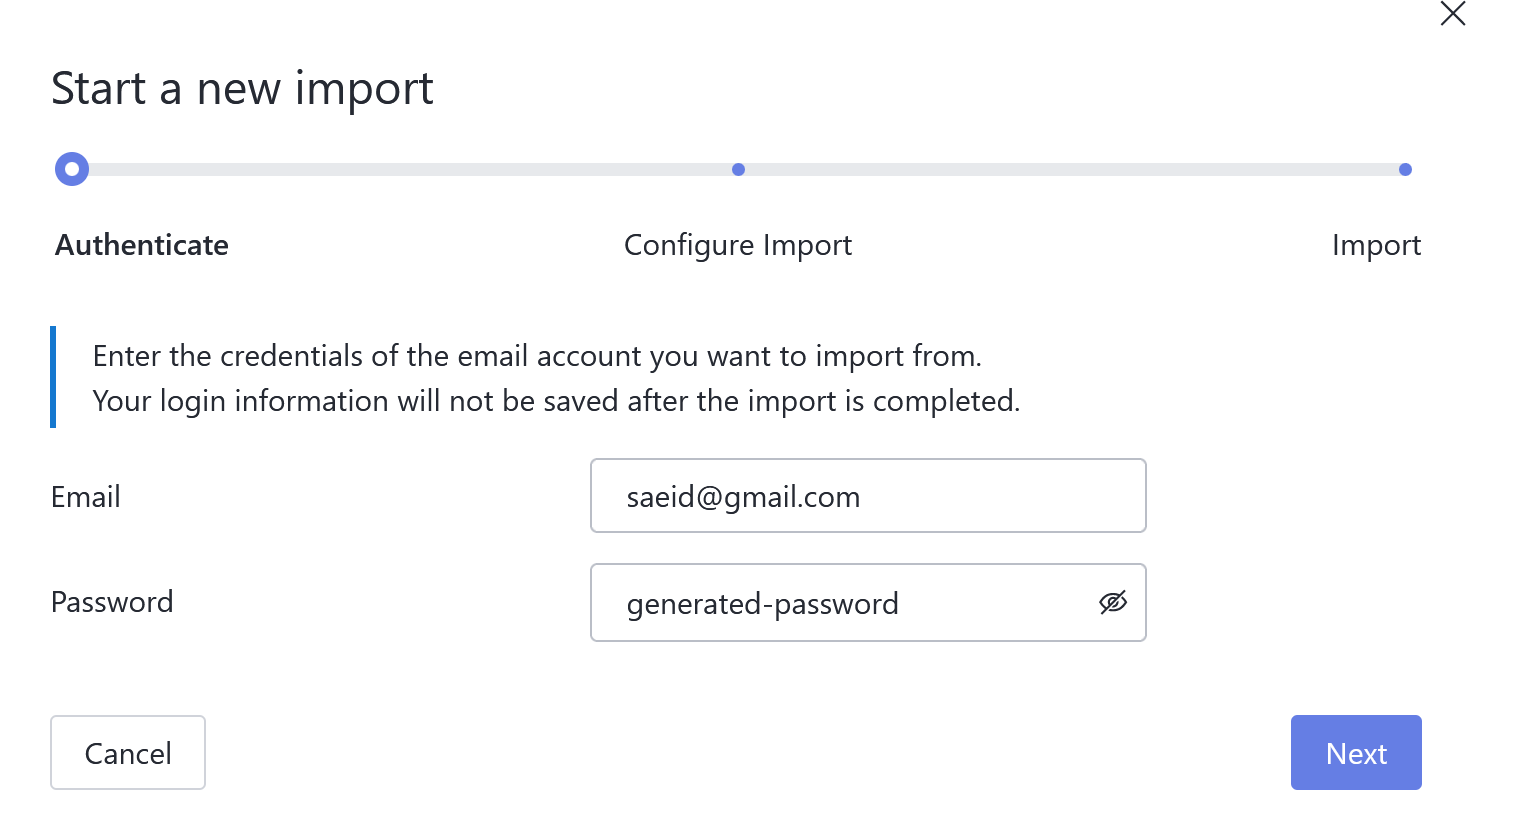 Start a new import
Authenticate
Configure Import
Import
Enter the credentials of the email account you want to import from.
Your login information will not be saved after the import is completed.
Email
saeid@gmail.com
Password
generated-password
Cancel
Next